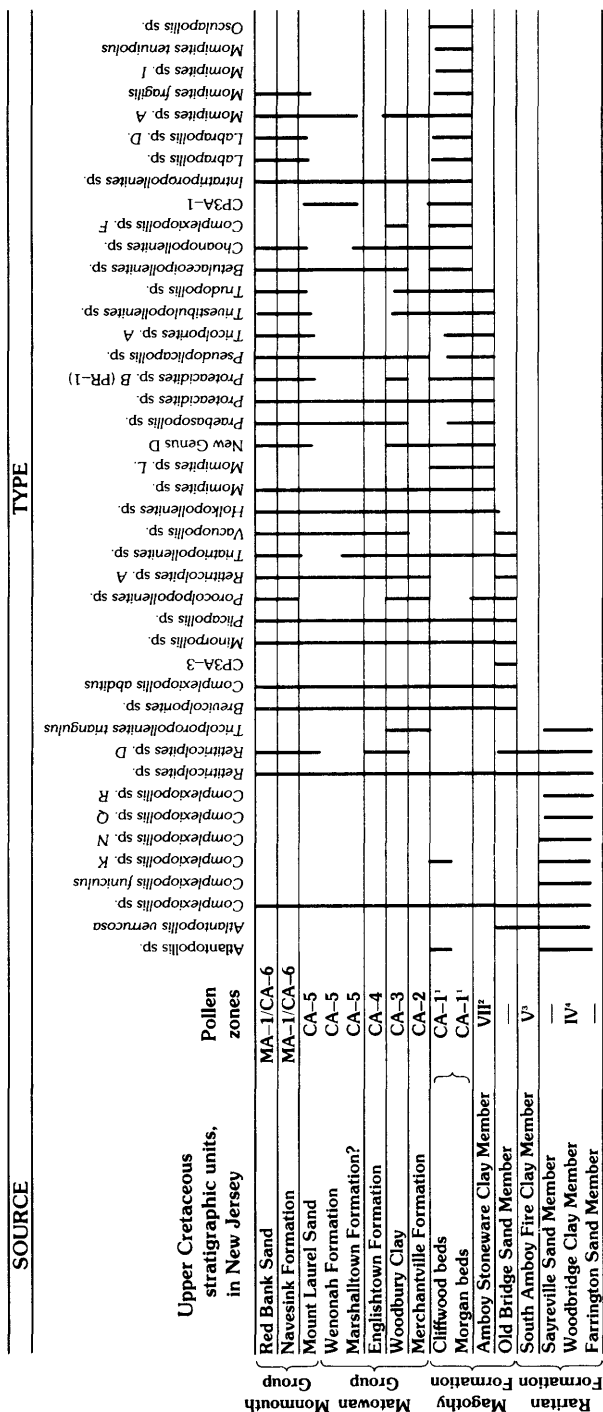 SOURCE
TYPE
Upper Cretaceous
stratigraphic units,
in New Jersey
Pollen
zones
Atlantopollis sp.
Atlantopollis verrucosa
Complexiopollis sp.
Complexiopollis funiculus
Complexiopollis sp. K
Complexiopollis sp. N
Complexiopollis sp. Q
Complexiopollis sp. R
Retitricolpites sp.
Retitricolpites sp. D
Tricolporopollenites triangulus
Brevicolporites sp.
Complexiopollis abditus
CP3A-3
Minorpollis sp.
Plicapollis sp.
Porocolpopollenites sp.
Retitricolpites sp. A
Triatriopollenites sp.
Vacuopollis sp.
Holkopollenites sp.
Momipites sp.
Momipites sp. L.
New Genus D
Praebasopollis sp.
Proteacidites sp.
Proteacidites sp. B (PR-1)
Pseudoplicapollis sp.
Tricolporites sp. A
Trivestibulopollenites sp.
Trudopollis sp.
Betulaceoipollenites sp.
Choanopollenites sp.
Complexiopollis sp. F
CP3A-1
Intratriporopollenites sp.
Labrapollis sp.
Labrapollis sp. D.
Momipites sp. A
Momipites fragilis
Momipites sp. I
Momipites tenuipolus
Osculapollis sp.
Monmouth Group
Red Bank Sand MA-1/CA-6
Navesink Formation MA-1/CA-6
Mount Laurel Sand CA-5
Matowan Group
Wenonah Formation CA-5
Marshalltown Formation? CA-5
Englishtown Formation CA-4
Woodbury Clay CA-3
Merchantville Formation CA-2
Magothy Formation
Cliffwood beds CA-1¹
Morgan beds CA-1¹
Amboy Stoneware Clay Member VII²
Old Bridge Sand Member —
Raritan Formation
South Amboy Fire Clay Member V³
Sayreville Sand Member —
Woodbridge Clay Member IV⁴
Farrington Sand Member —